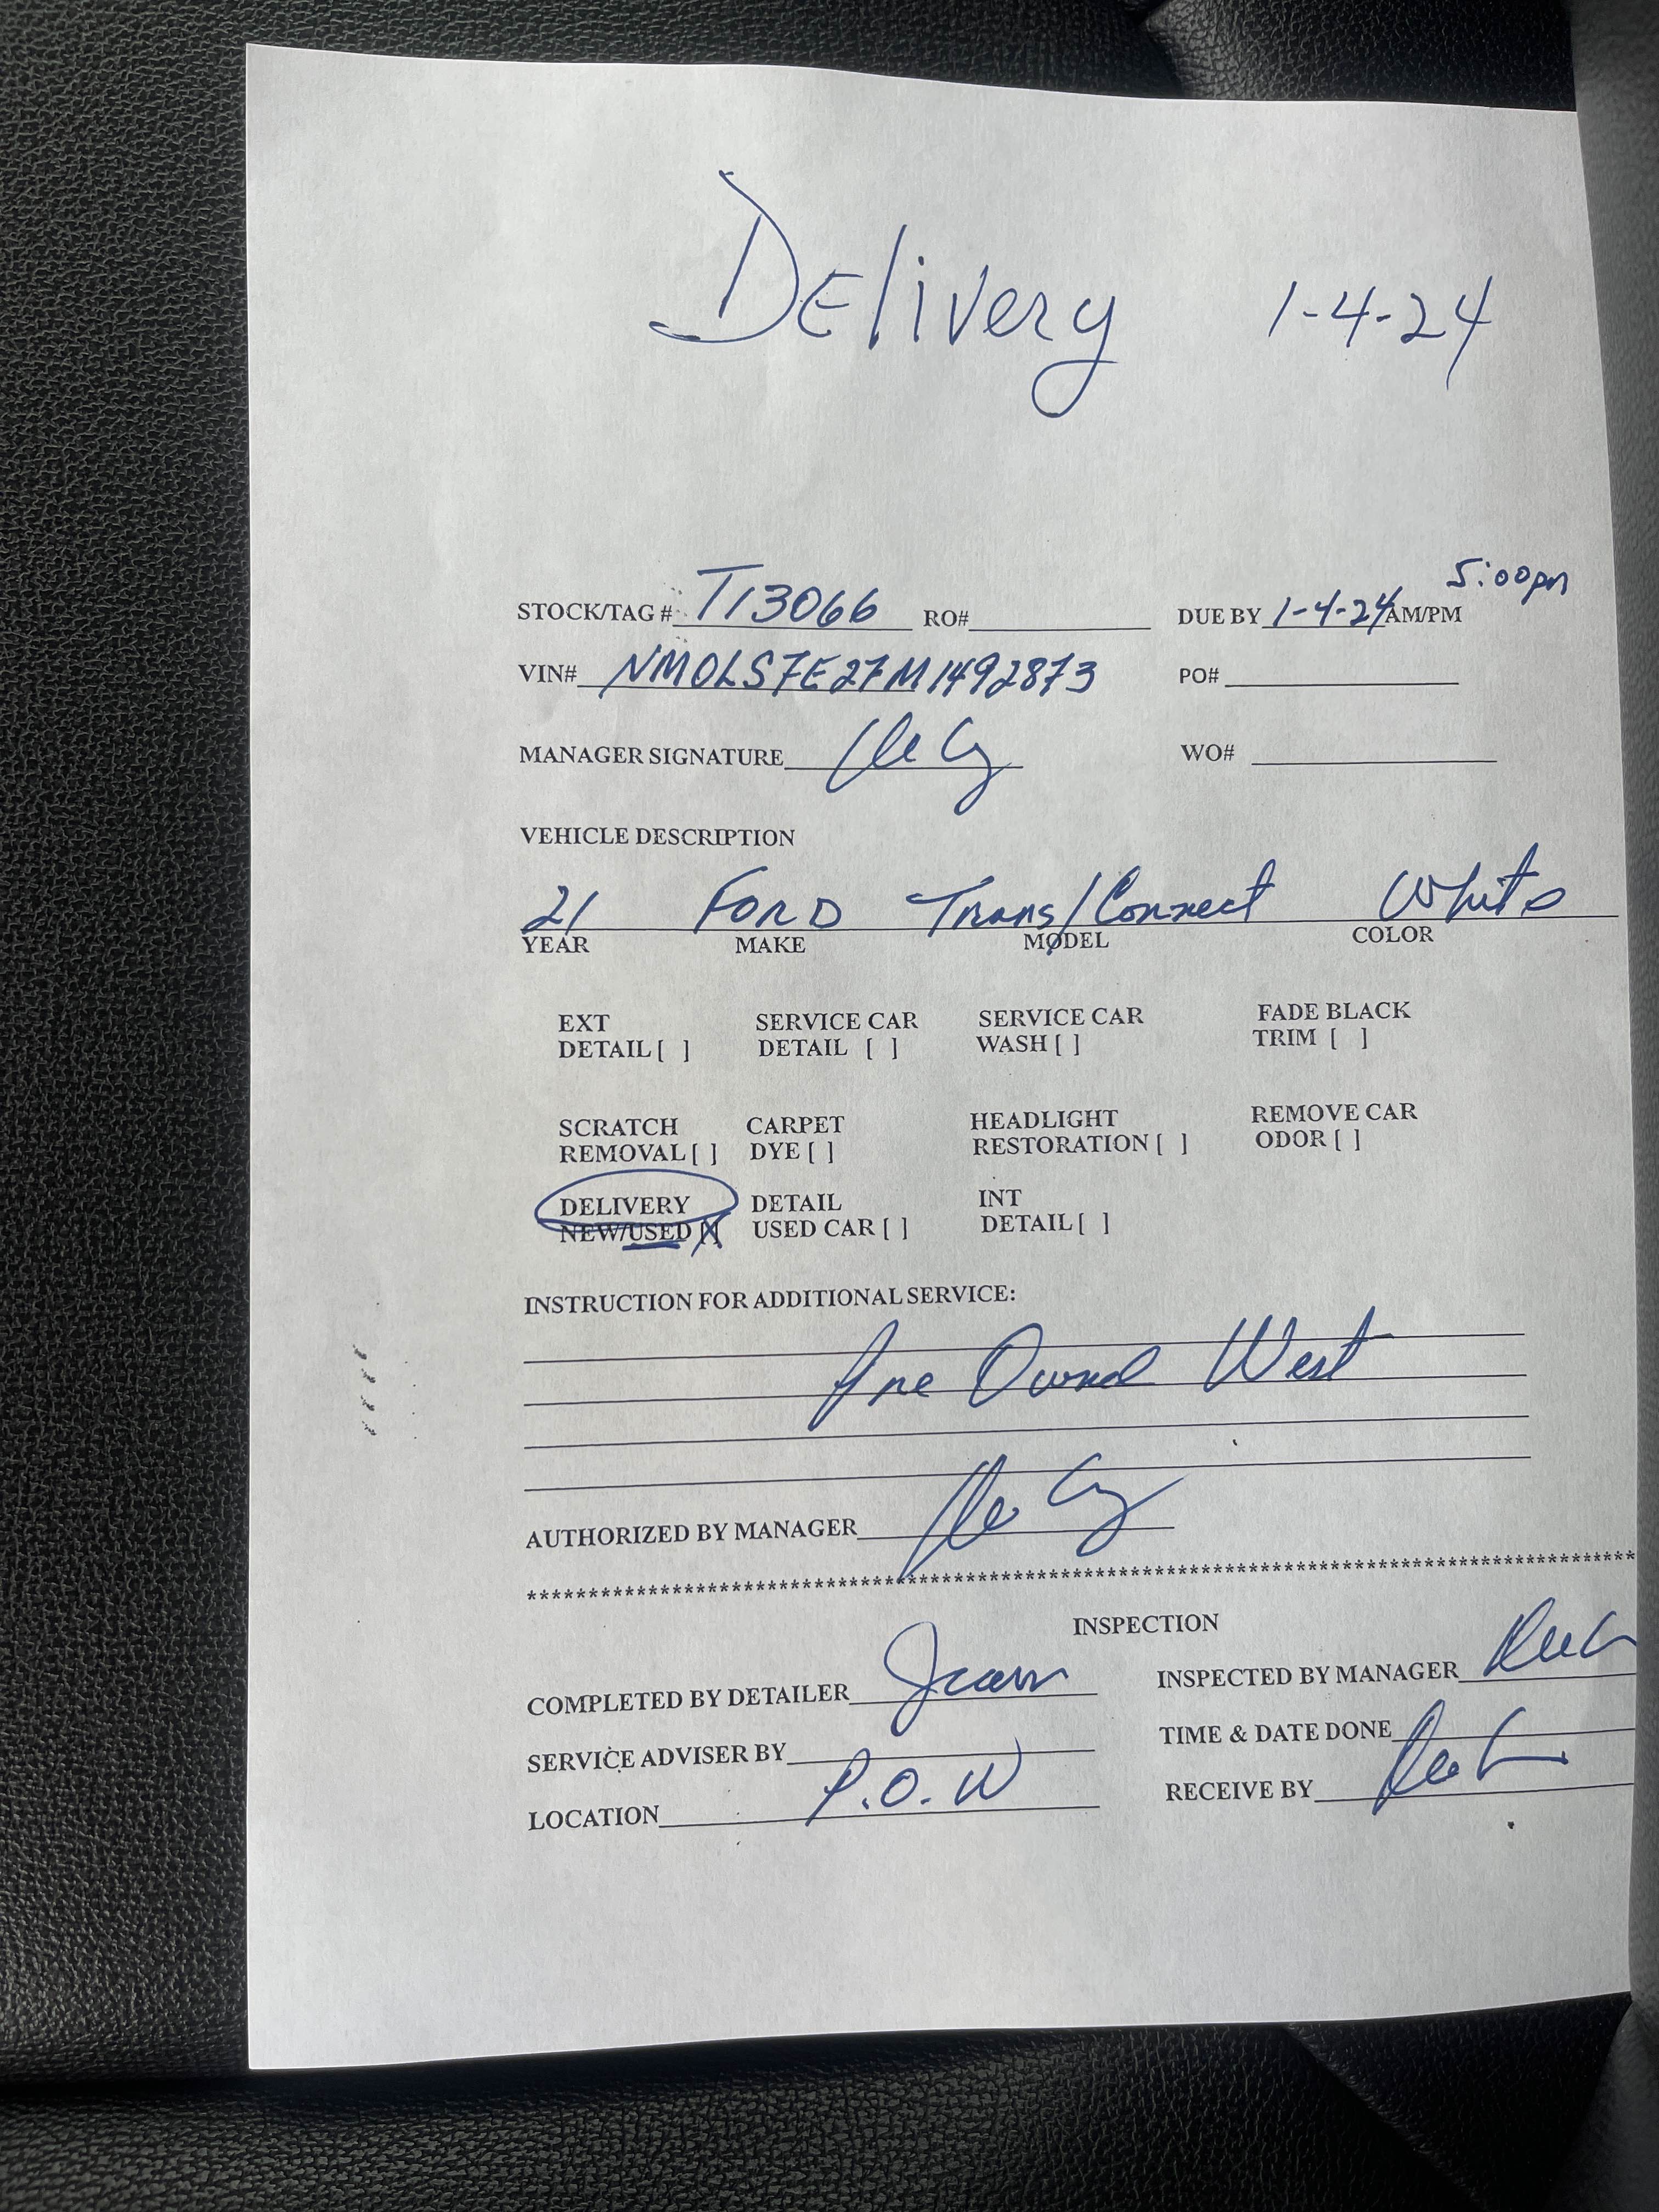 DElivery 1-4-24
5:00pm
STOCK/TAG # T13066 RO# DUE BY 1-4-24 AM/PM
VIN# NM0LS7E27M1492873 PO#
MANAGER SIGNATURE WO#
VEHICLE DESCRIPTION
21 FORD Trans/Connect White
YEAR MAKE MODEL COLOR
EXT SERVICE CAR SERVICE CAR FADE BLACK
DETAIL [ ] DETAIL [ ] WASH [ ] TRIM [ ]
SCRATCH CARPET HEADLIGHT REMOVE CAR
REMOVAL [ ] DYE [ ] RESTORATION [ ] ODOR [ ]
DELIVERY DETAIL INT
NEW/USED [X] USED CAR [ ] DETAIL [ ]
INSTRUCTION FOR ADDITIONAL SERVICE:
Pre Owned West
AUTHORIZED BY MANAGER
INSPECTION
COMPLETED BY DETAILER INSPECTED BY MANAGER
SERVICE ADVISER BY TIME & DATE DONE
LOCATION P.O.W RECEIVE BY